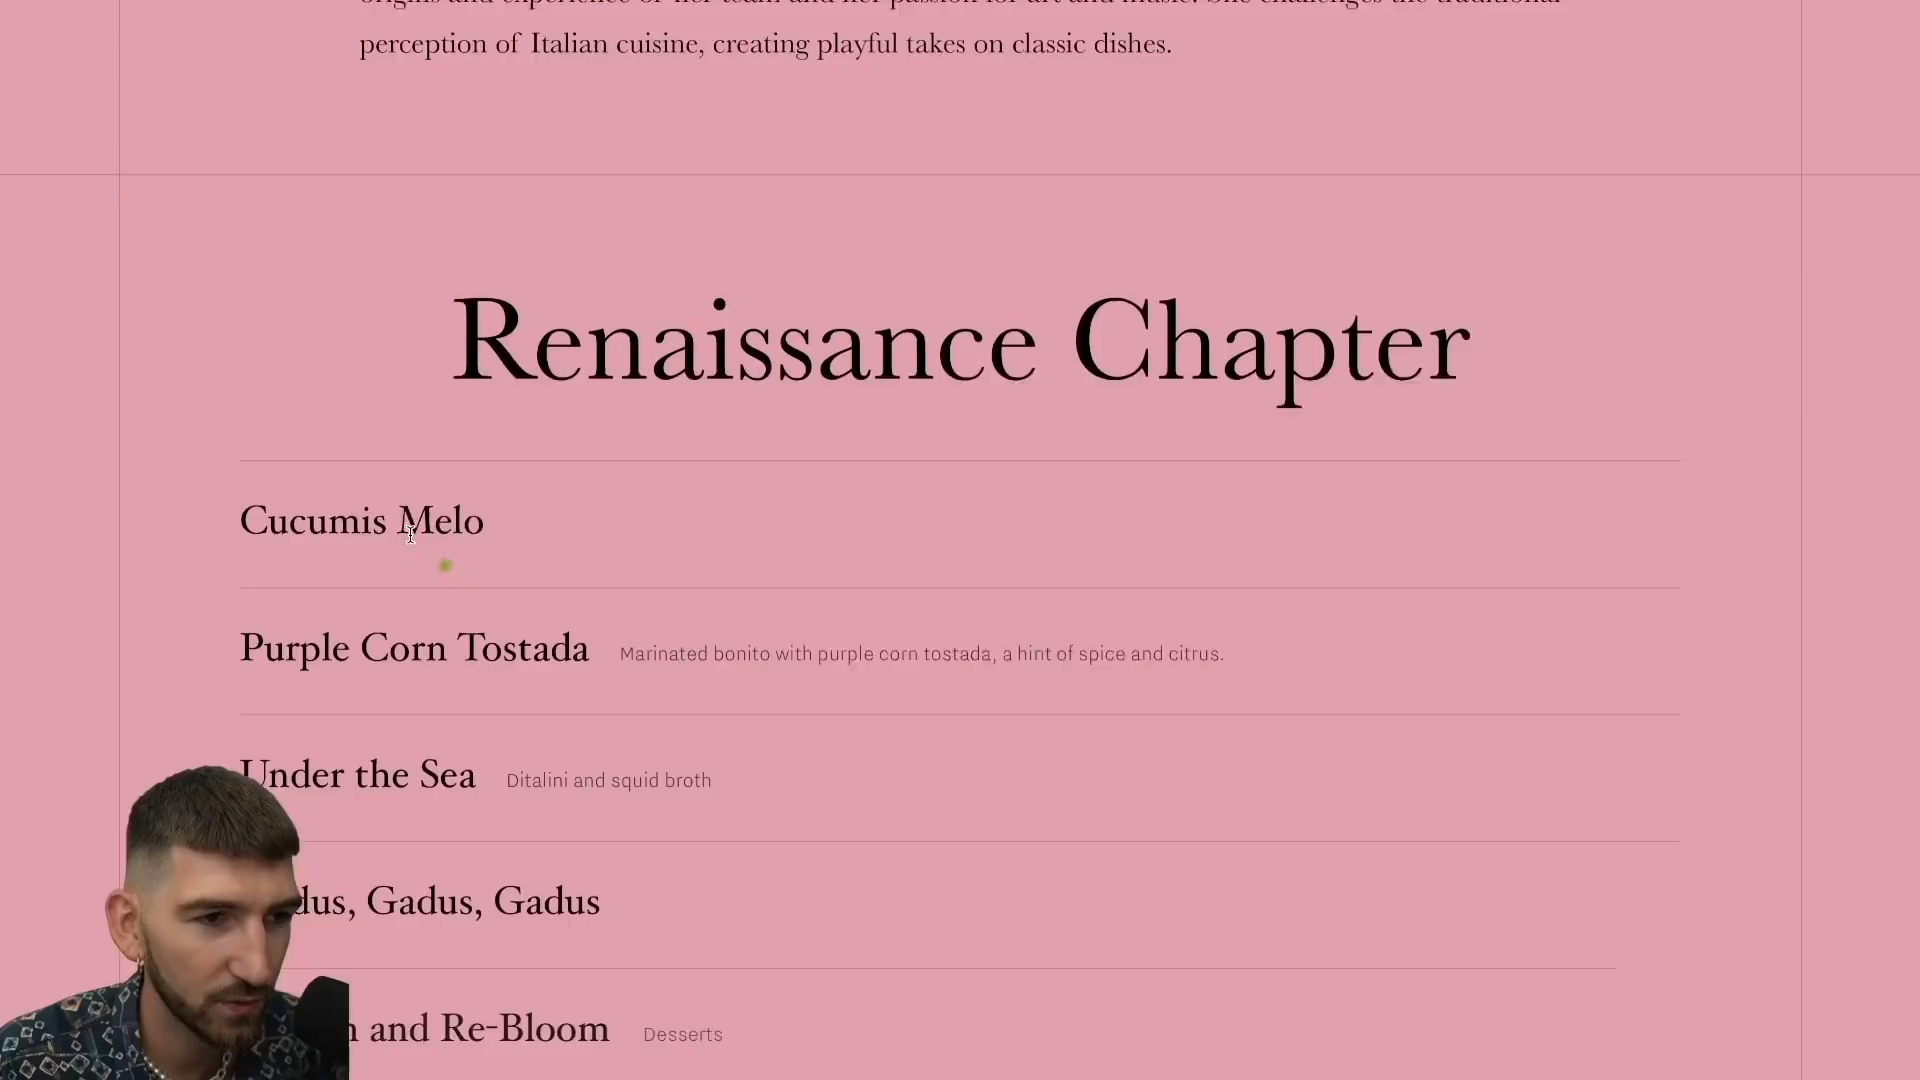 perception of Italian cuisine, creating playful takes on classic dishes.
Renaissance Chapter
Cucumis Melo
Purple Corn Tostada Marinated bonito with purple corn tostada, a hint of spice and citrus.
Under the Sea Ditalini and squid broth
Gadus, Gadus
and Re-Bloom Desserts